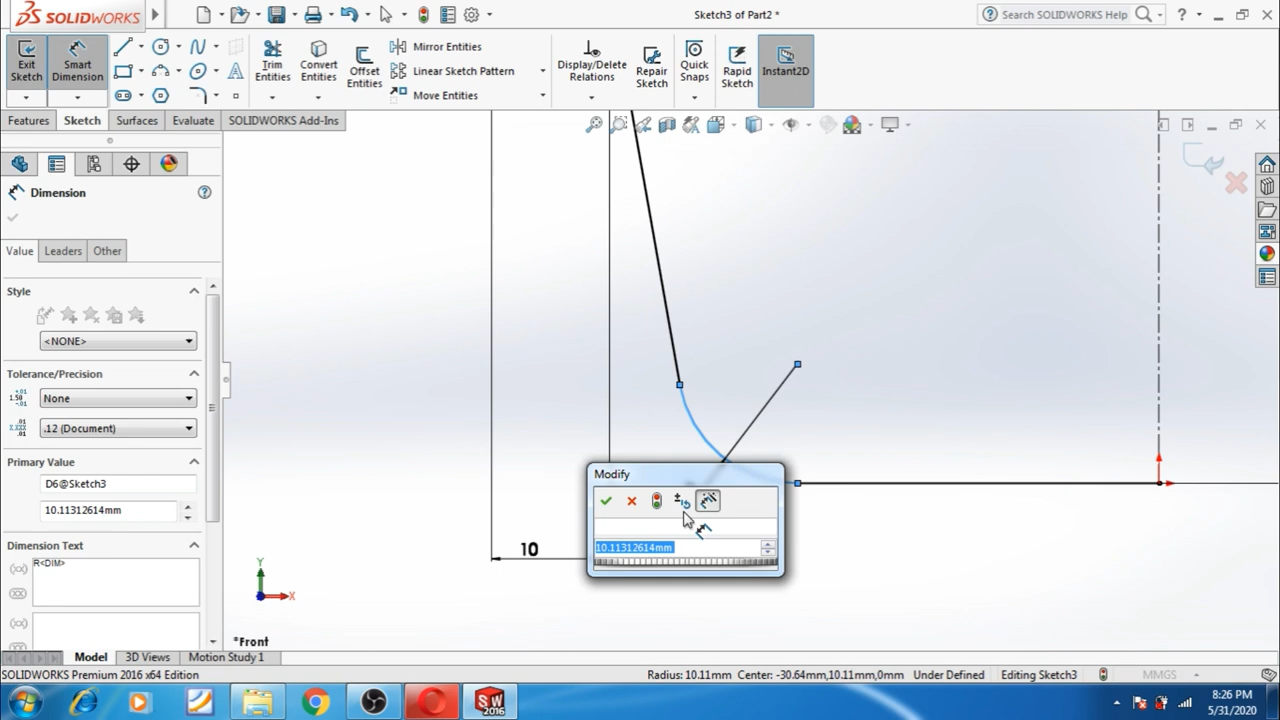 SOLIDWORKS
Sketch3 of Part2 *
Search SOLIDWORKS Help
?
Exit Sketch
Smart Dimension
Trim Entities
Convert Entities
Offset Entities
Mirror Entities
Linear Sketch Pattern
Move Entities
Display/Delete Relations
Repair Sketch
Quick Snaps
Rapid Sketch
Instant2D
Features
Sketch
Surfaces
Evaluate
SOLIDWORKS Add-Ins
Dimension
?
Value
Leaders
Other
Style
<NONE>
Tolerance/Precision
None
.12 (Document)
Primary Value
D6@Sketch3
10.11312614mm
Dimension Text
R<DIM>
Modify
10.11312614mm
10
Y
X
*Front
Model
3D Views
Motion Study 1
SOLIDWORKS Premium 2016 x64 Edition
Radius: 10.11mm Center: -30.64mm,10.11mm,0mm
Under Defined
Editing Sketch3
MMGS
SW
2016
8:26 PM
5/31/2020